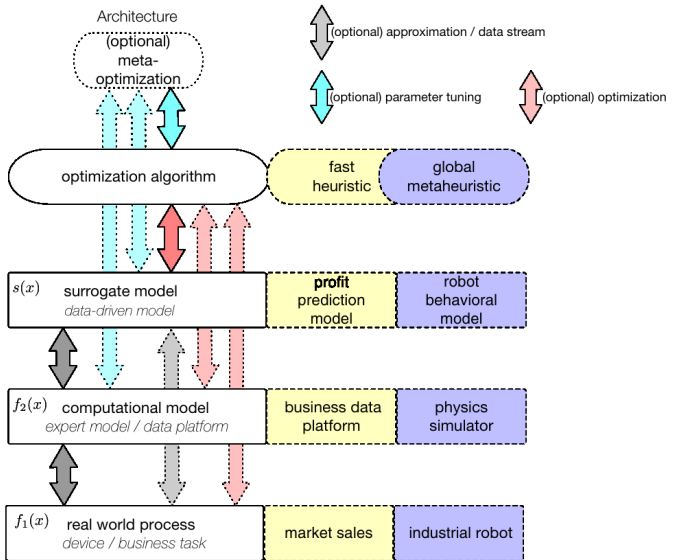 Architecture
(optional)
meta-
optimization
(optional) approximation / data stream
(optional) parameter tuning
(optional) optimization
optimization algorithm
fast
heuristic
global
metaheuristic
s(x)
surrogate model
data-driven model
profit
prediction
model
robot
behavioral
model
f₂(x)
computational model
expert model / data platform
business data
platform
physics
simulator
f₁(x)
real world process
device / business task
market sales
industrial robot